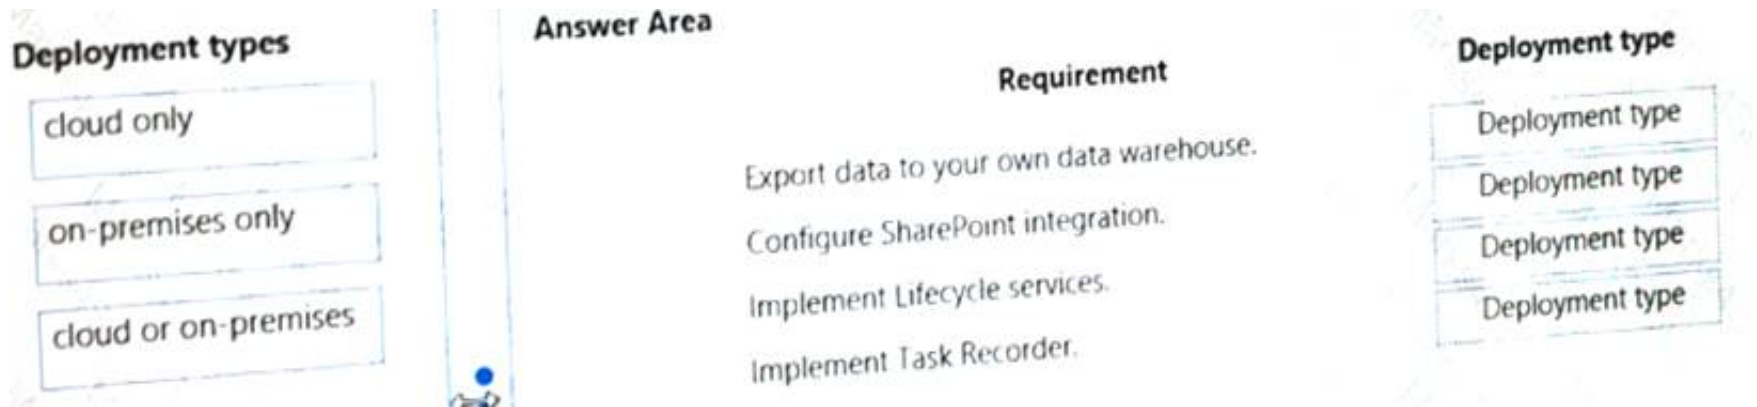 Deployment types
cloud only
on-premises only
cloud or on-premises
Answer Area
Requirement
Deployment type
Export data to your own data warehouse.
Deployment type
Configure SharePoint integration.
Deployment type
Implement Lifecycle services.
Deployment type
Implement Task Recorder.
Deployment type